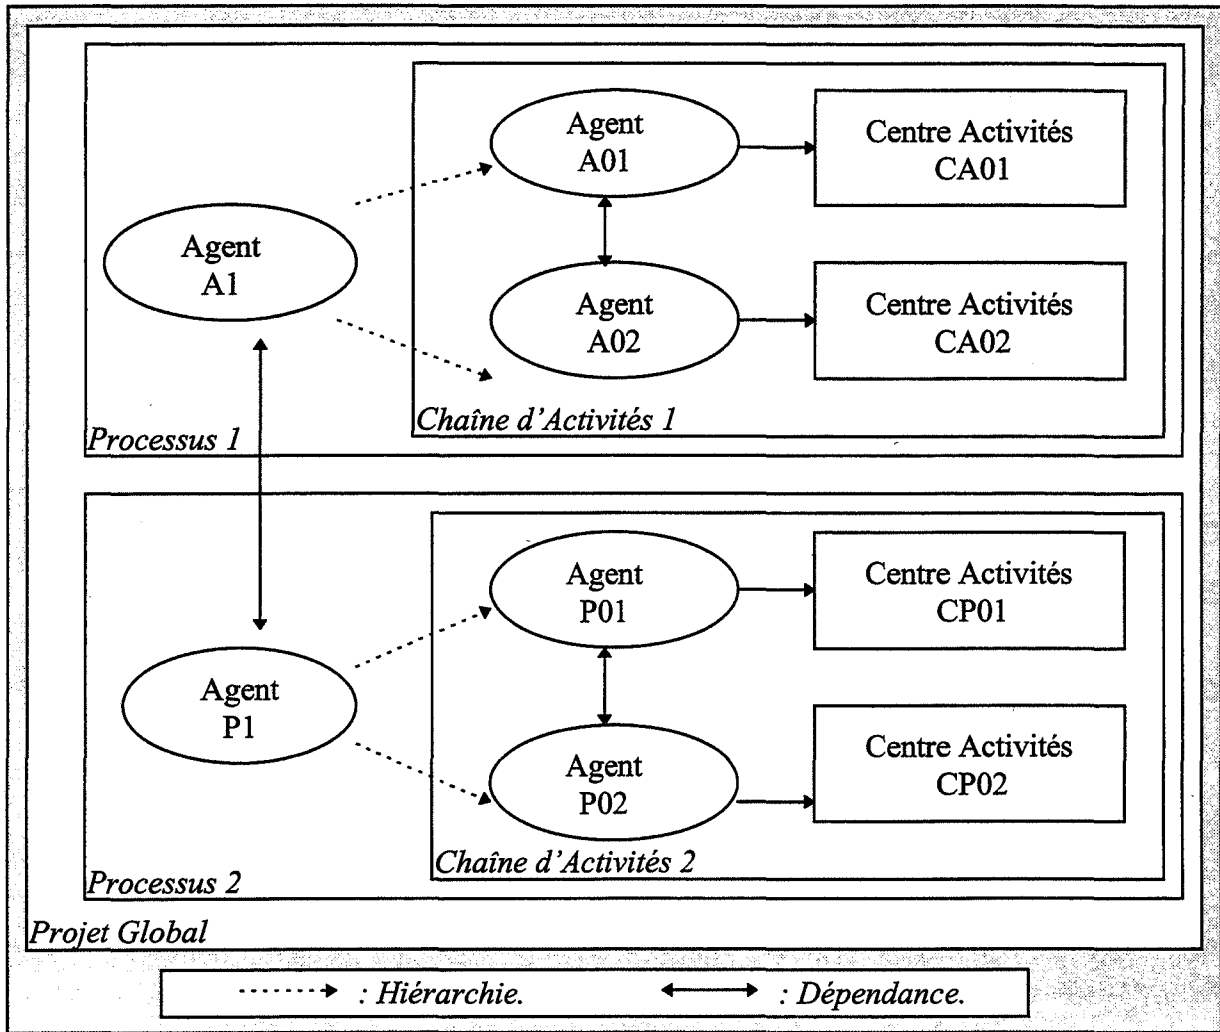 Agent
A01
Centre Activités
CA01
Agent
A1
Agent
A02
Centre Activités
CA02
Chaîne d'Activités 1
Processus 1
Agent
P01
Centre Activités
CP01
Agent
P1
Agent
P02
Centre Activités
CP02
Chaîne d'Activités 2
Processus 2
Projet Global
: Hiérarchie.
: Dépendance.